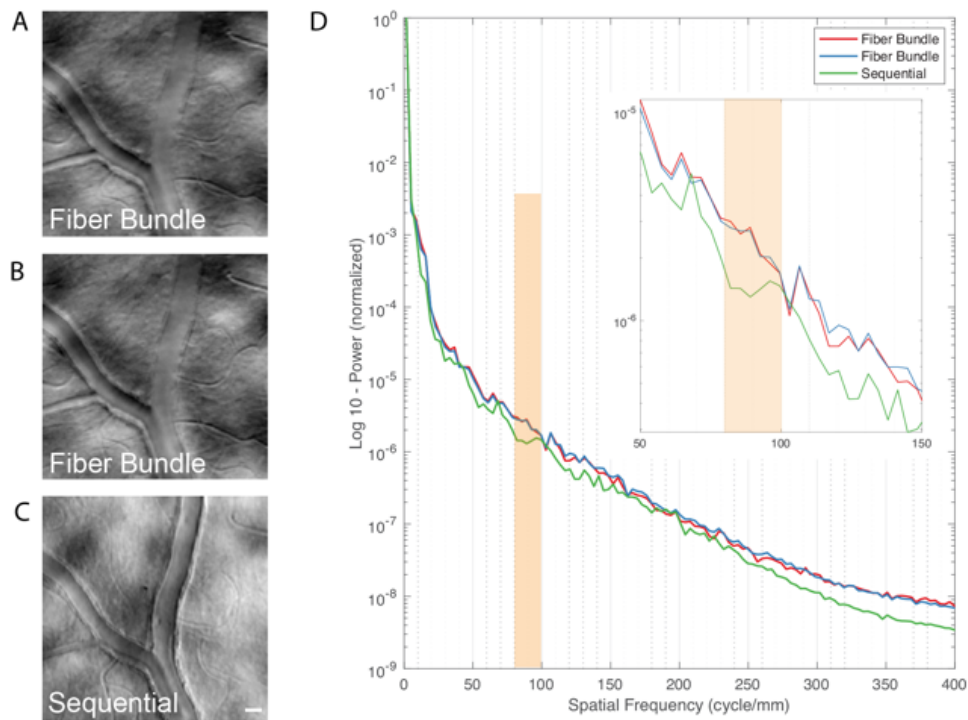 A
Fiber Bundle
B
Fiber Bundle
C
Sequential
D
Log 10 - Power (normalized)
10^0
10^-1
10^-2
10^-3
10^-4
10^-5
10^-6
10^-7
10^-8
10^-9
0
50
100
150
200
250
300
350
400
Spatial Frequency (cycle/mm)
Fiber Bundle
Fiber Bundle
Sequential
10^-5
10^-6
50
100
150